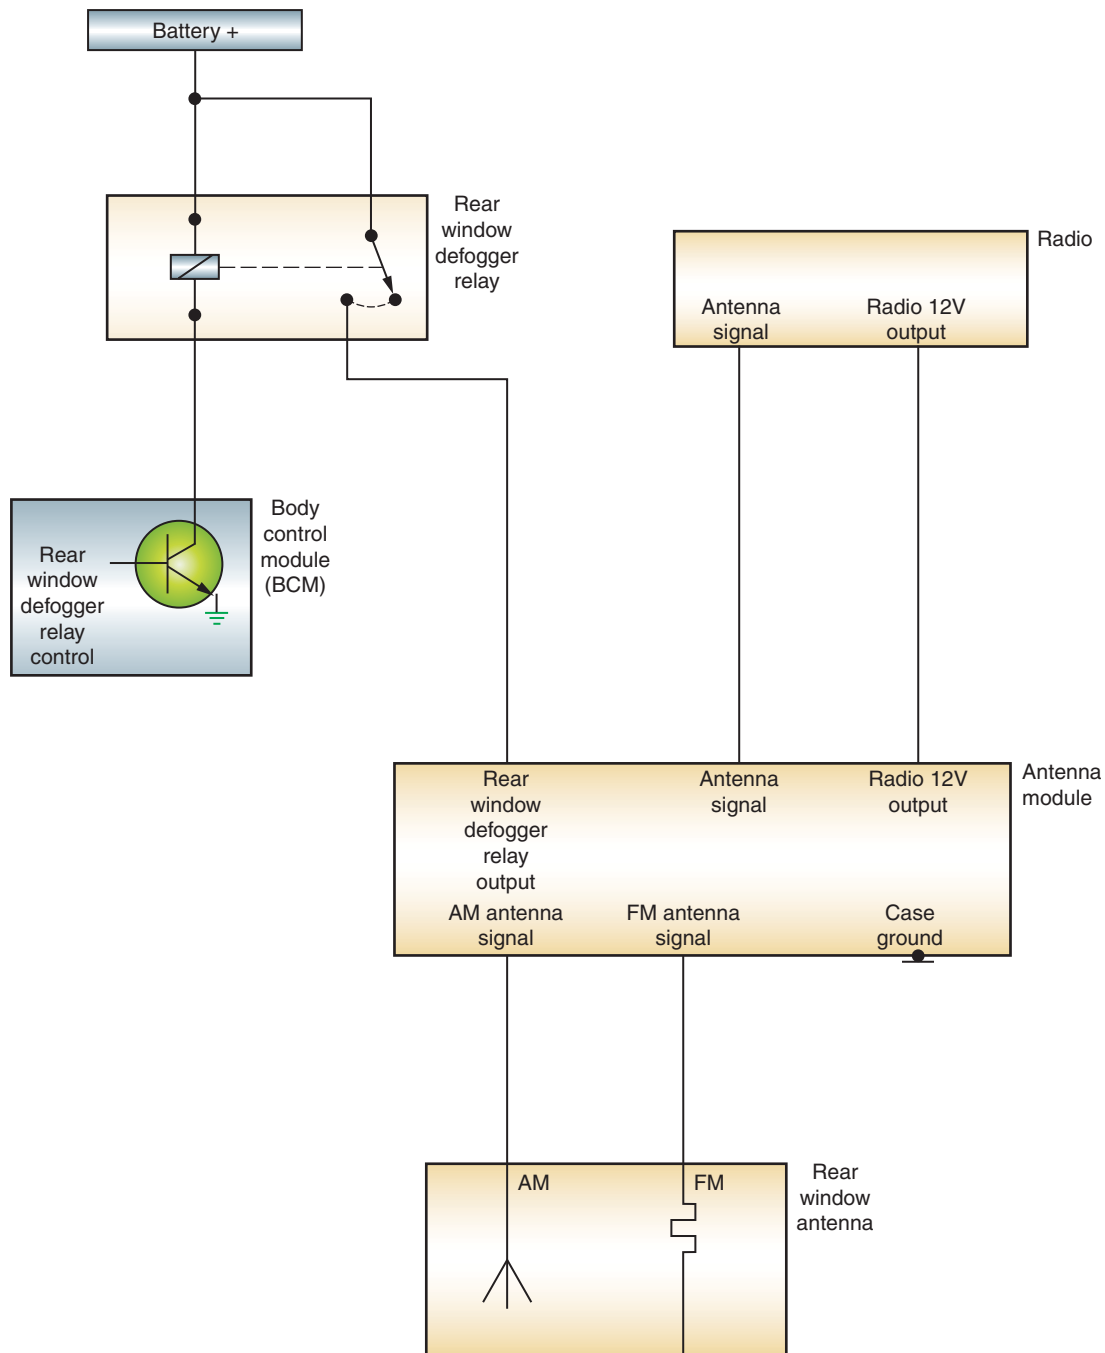 Battery +
Rear
window
defogger
relay
Radio
Antenna
signal
Radio 12V
output
Body
control
module
(BCM)
Rear
window
defogger
relay
control
Antenna
module
Rear
window
defogger
relay
output
Antenna
signal
Radio 12V
output
AM antenna
signal
FM antenna
signal
Case
ground
AM
FM
Rear
window
antenna